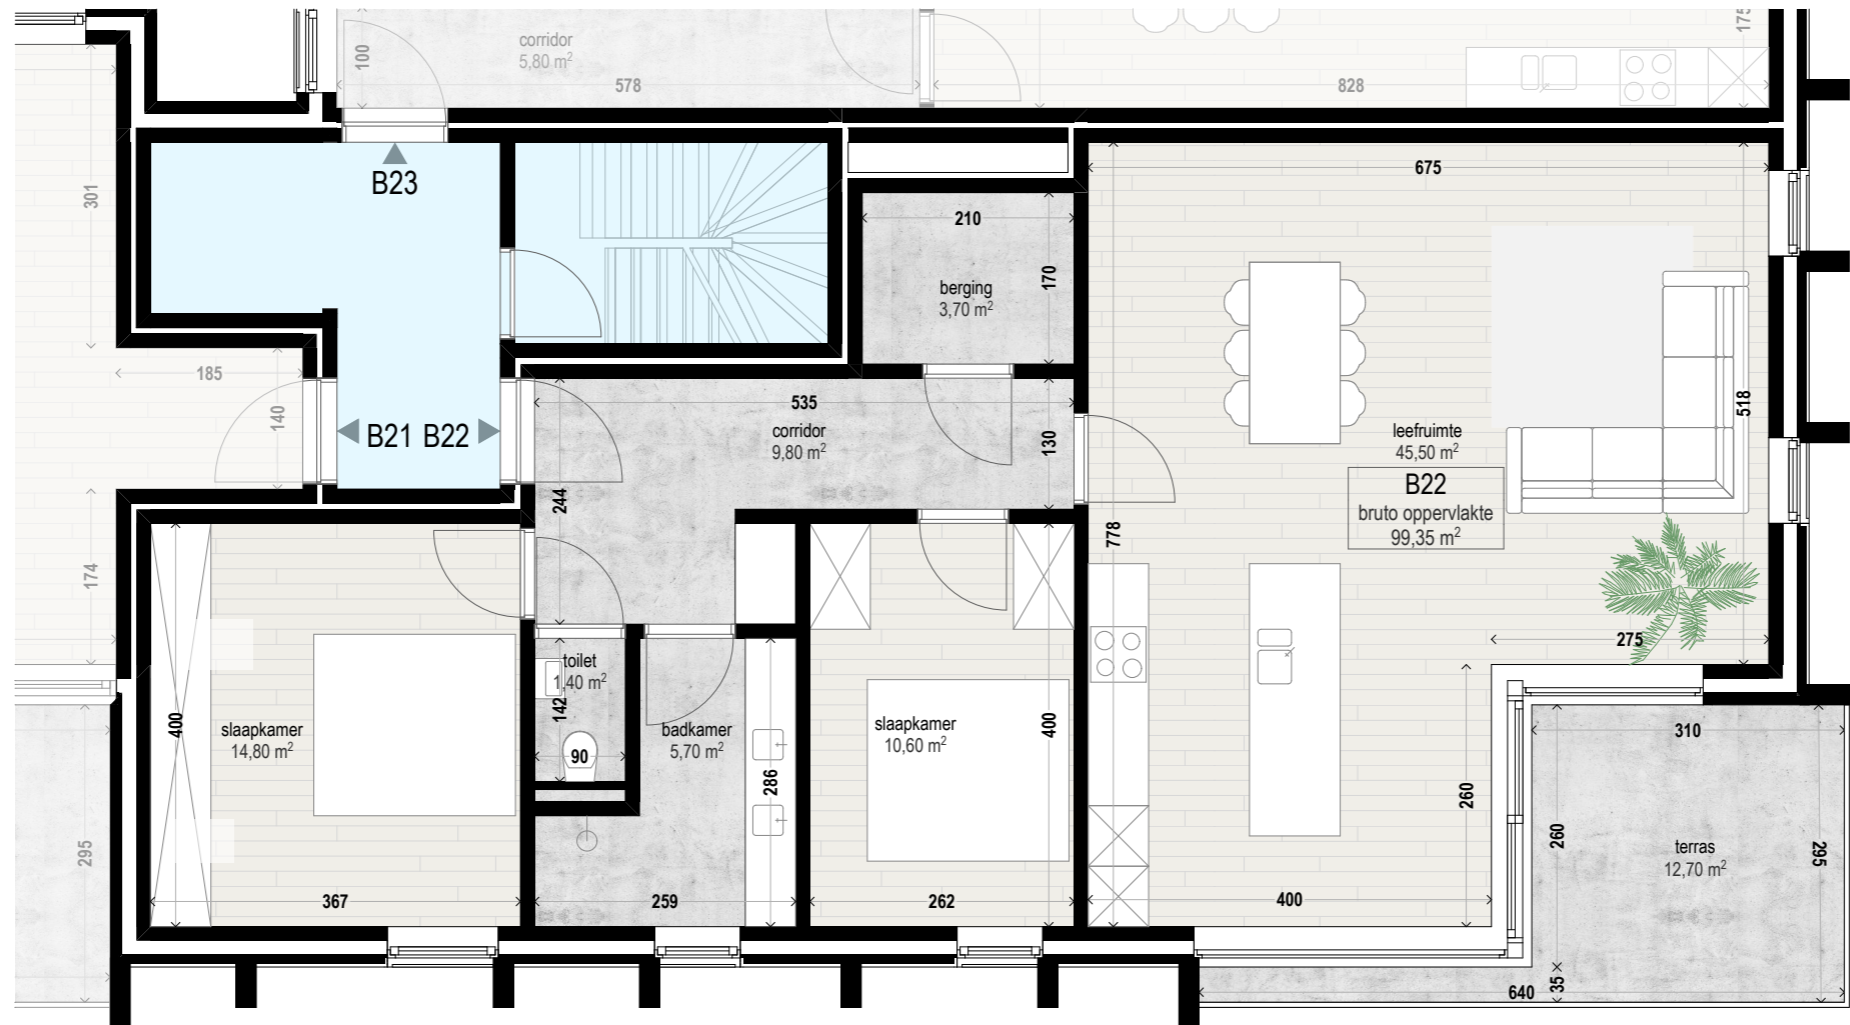 corridor
5,80 m²
100
578
828
175
B23
301
185
140
174
295
B21 B22
210
170
berging
3,70 m²
535
corridor
9,80 m²
130
244
675
518
leefruimte
45,50 m²
B22
bruto oppervlakte
99,35 m²
778
275
260
400
slaapkamer
14,80 m²
400
367
toilet
1,40 m²
142
90
badkamer
5,70 m²
286
259
slaapkamer
10,60 m²
400
262
310
260
295
terras
12,70 m²
35
640